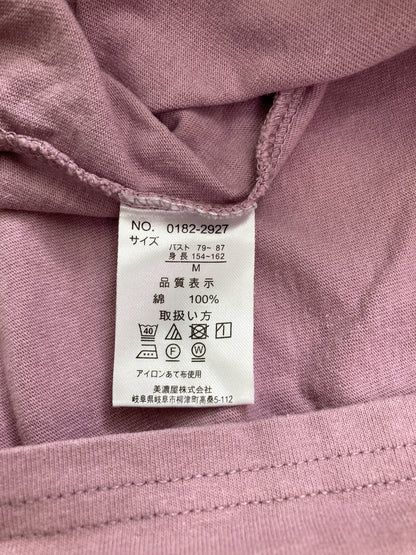 NO. 0182-2927
サイズ
バスト 79~ 87
身長 154~162
M
品質表示
綿 100%
取扱い方
40
F W
アイロンあて布使用
美濃屋株式会社
岐阜県岐阜市柳津町高桑5-112